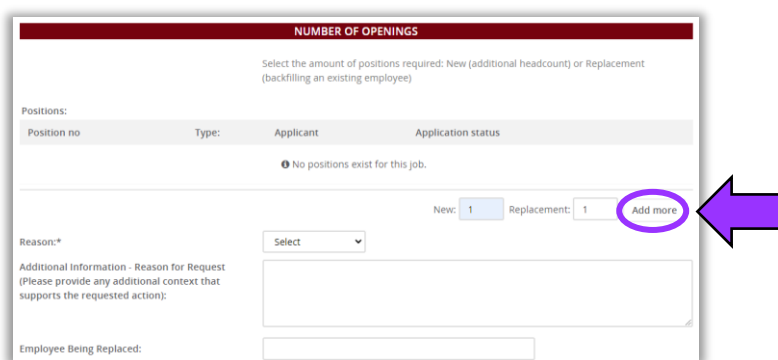 NUMBER OF OPENINGS
Select the amount of positions required: New (additional headcount) or Replacement
(backfilling an existing employee)
Positions:
Position no Type: Applicant Application status
No positions exist for this job.
New: 1 Replacement: 1 Add more
Reason:* Select
Additional Information - Reason for Request
(Please provide any additional context that
supports the requested action):
Employee Being Replaced: